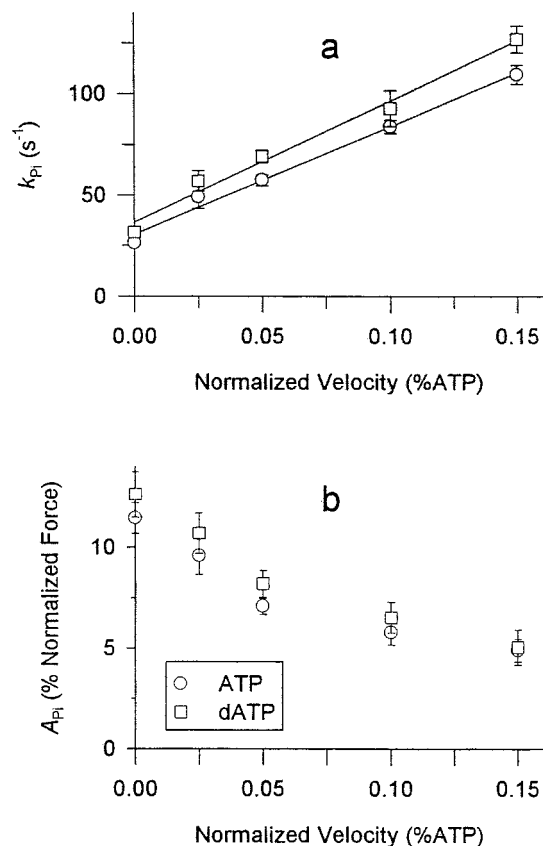 a
100
50
0
k_Pi (s⁻¹)
0.00 0.05 0.10 0.15
Normalized Velocity (%ATP)
b
10
5
0
A_Pi (% Normalized Force)
ATP
dATP
0.00 0.05 0.10 0.15
Normalized Velocity (%ATP)